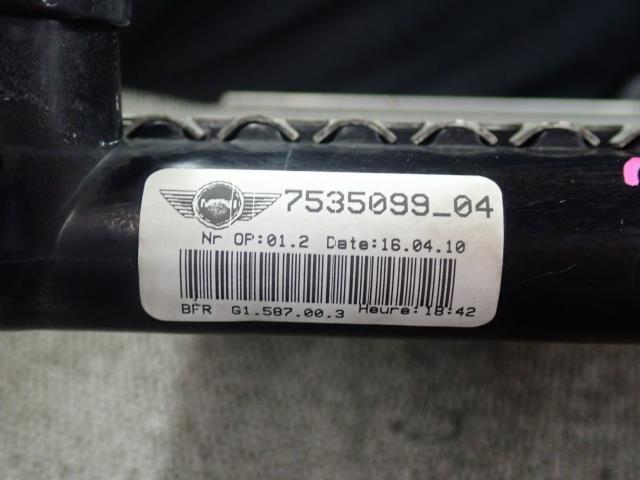 7535099_04
Nr OP:01.2 Date:16.04.10
BFR G1.587.00.3 Heure:18:42